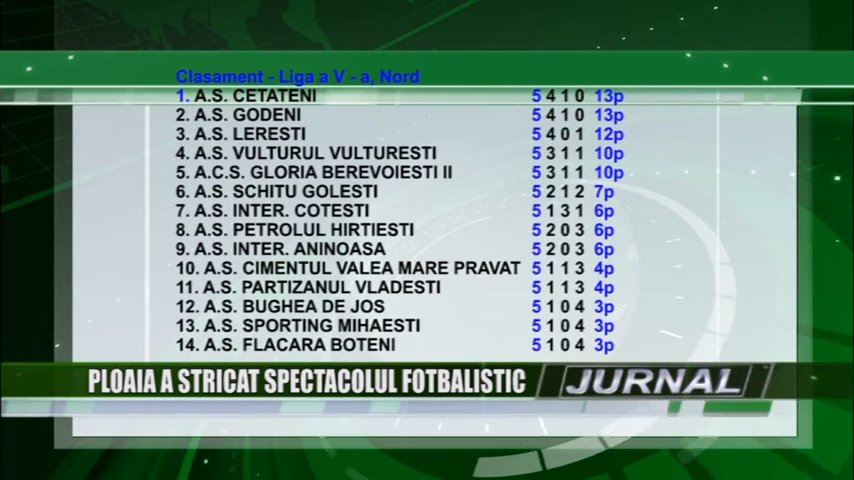 Clasament - Liga a V - a, Nord
1. A.S. CETATENI 5 4 1 0 13p
2. A.S. GODENI 5 4 1 0 13p
3. A.S. LERESTI 5 4 0 1 12p
4. A.S. VULTURUL VULTURESTI 5 3 1 1 10p
5. A.C.S. GLORIA BEREVOIESTI II 5 3 1 1 10p
6. A.S. SCHITU GOLESTI 5 2 1 2 7p
7. A.S. INTER. COTESTI 5 1 3 1 6p
8. A.S. PETROLUL HIRTIESTI 5 2 0 3 6p
9. A.S. INTER. ANINOASA 5 2 0 3 6p
10. A.S. CIMENTUL VALEA MARE PRAVAT 5 1 1 3 4p
11. A.S. PARTIZANUL VLADESTI 5 1 1 3 4p
12. A.S. BUGHEA DE JOS 5 1 0 4 3p
13. A.S. SPORTING MIHAESTI 5 1 0 4 3p
14. A.S. FLACARA BOTENI 5 1 0 4 3p
PLOAIA A STRICAT SPECTACOLUL FOTBALISTIC JURNAL